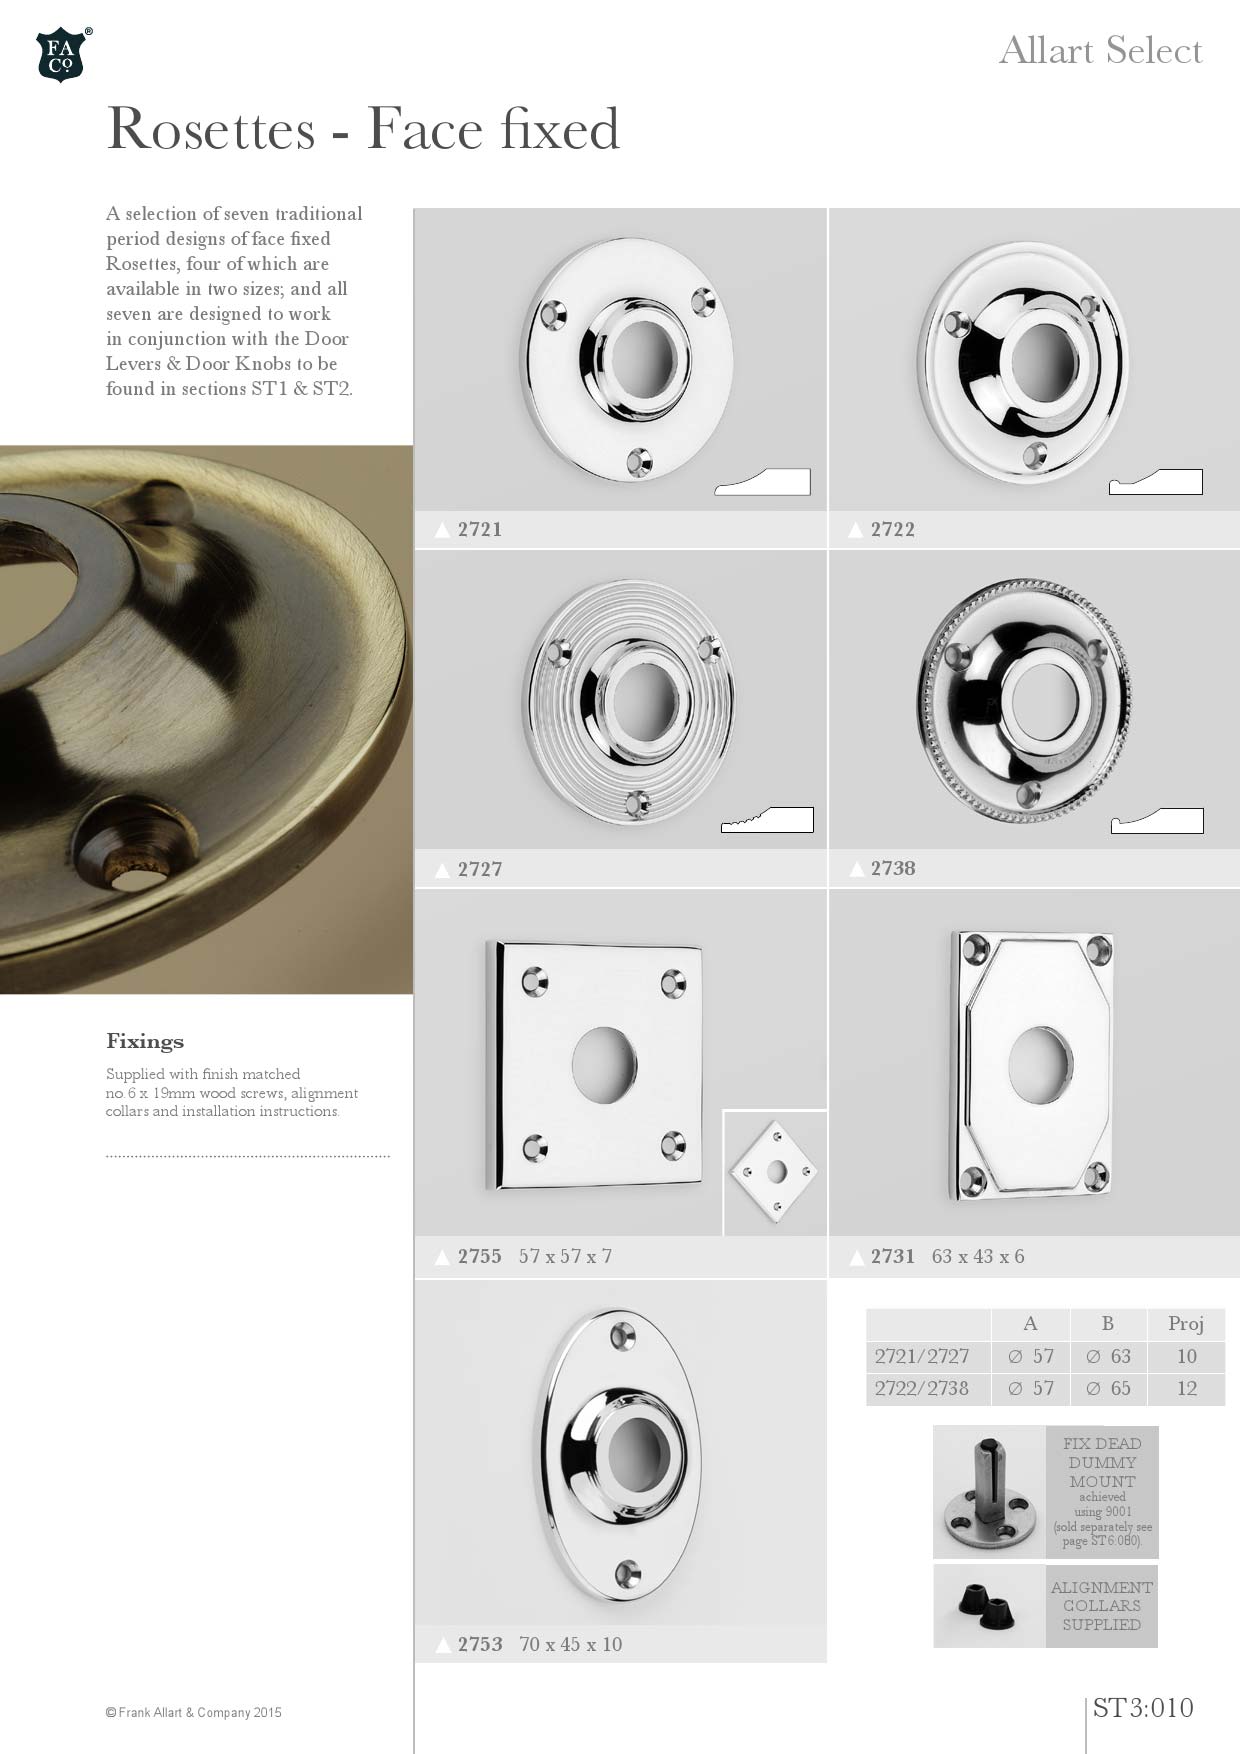 FA
Co.
®
Allart Select
Rosettes - Face fixed
A selection of seven traditional
period designs of face fixed
Rosettes, four of which are
available in two sizes; and all
seven are designed to work
in conjunction with the Door
Levers & Door Knobs to be
found in sections ST1 & ST2.
▲ 2721
▲ 2722
▲ 2727
▲ 2738
Fixings
Supplied with finish matched
no. 6 x 19mm wood screws, alignment
collars and installation instructions.
▲ 2755 57 x 57 x 7
▲ 2731 63 x 43 x 6
A B Proj
2721/2727 ∅ 57 ∅ 63 10
2722/2738 ∅ 57 ∅ 65 12
FIX DEAD
DUMMY
MOUNT
achieved
using 9001
(sold separately see
page ST6:080).
ALIGNMENT
COLLARS
SUPPLIED
▲ 2753 70 x 45 x 10
© Frank Allart & Company 2015
ST3:010